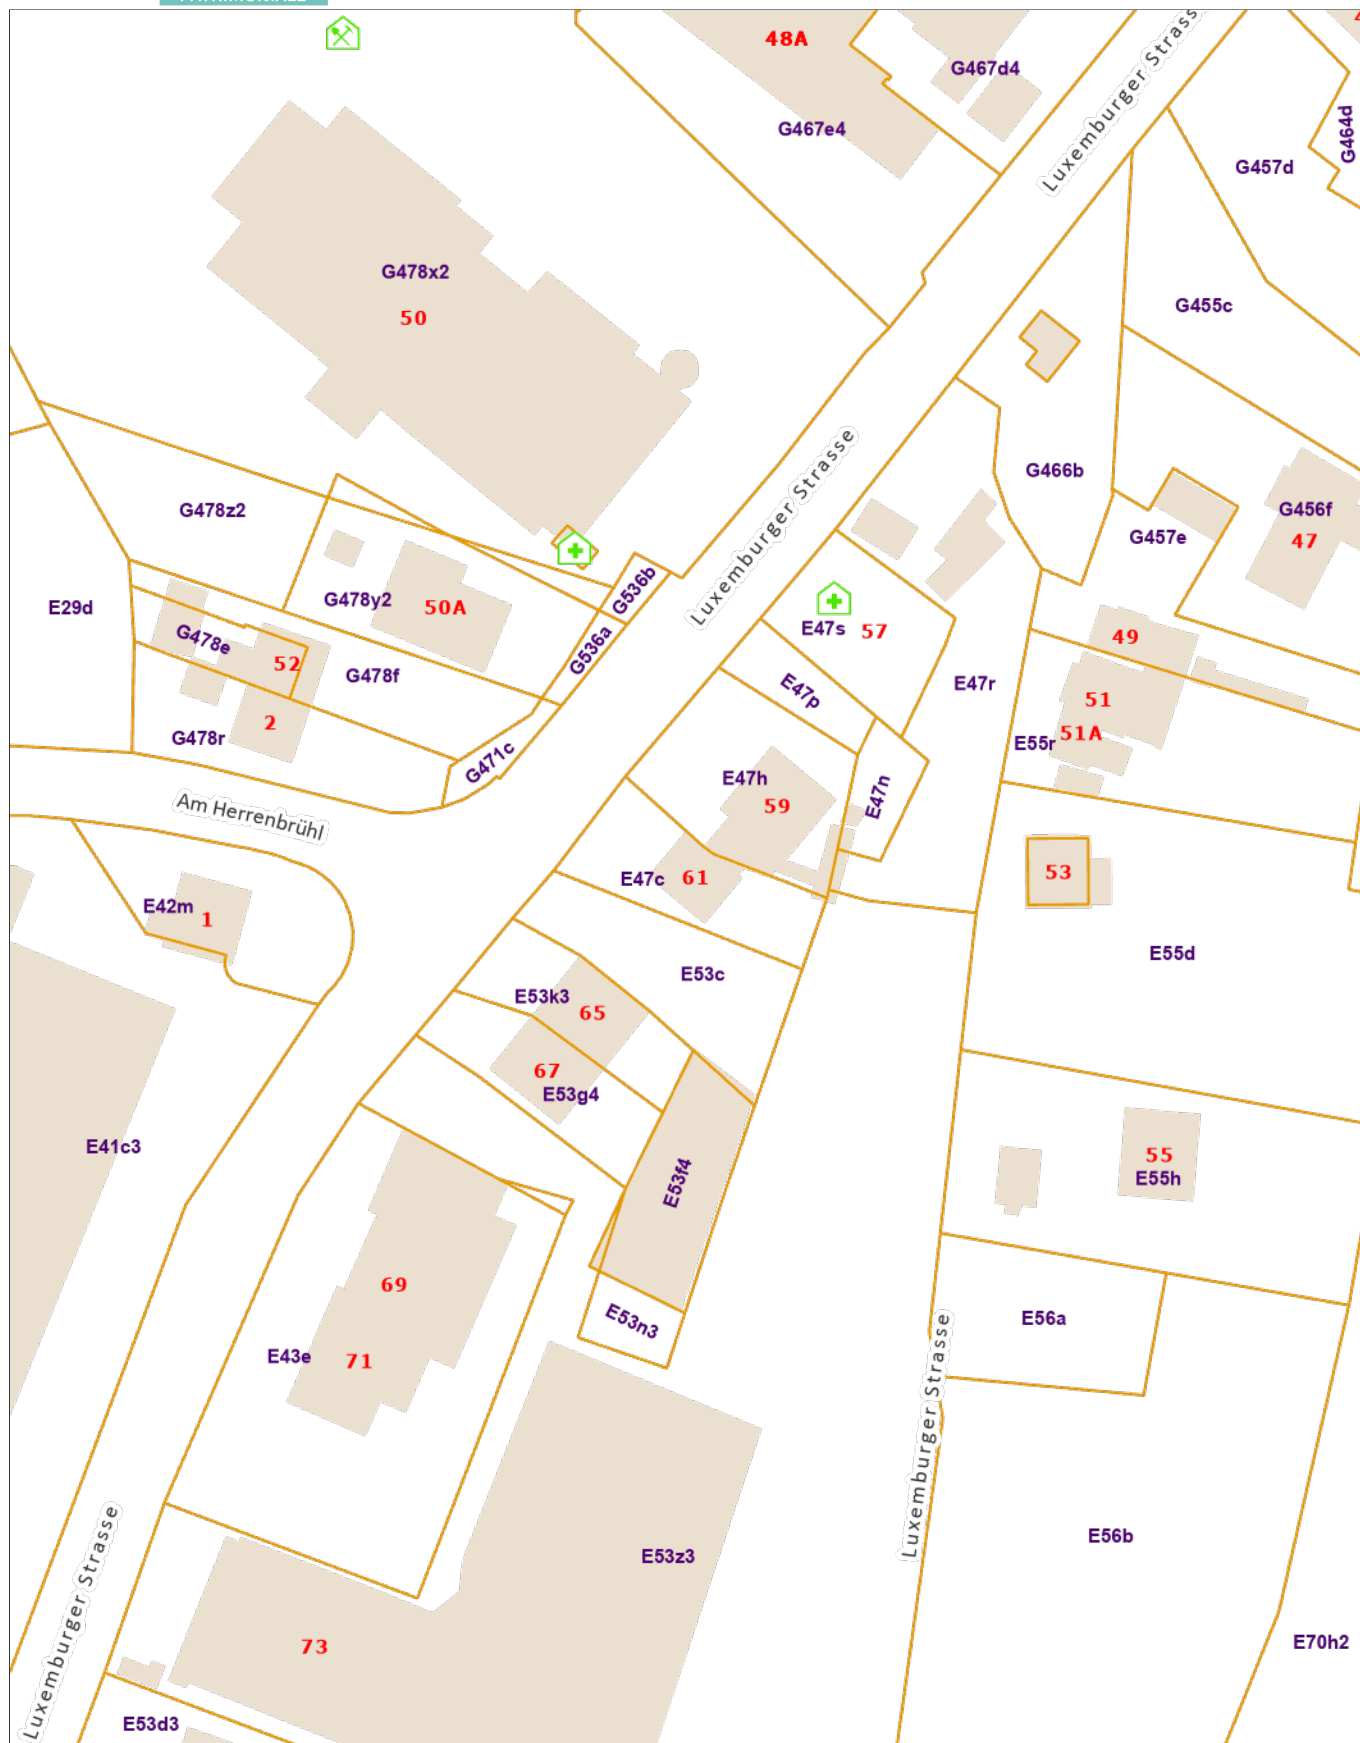 48A
G467d4
G467e4
Luxemburger Strasse
G464d
G457d
G478x2
50
G455c
G466b
G478z2
G456f
47
G457e
Luxemburger Strasse
G536b
G478y2
50A
E29d
E47s
57
G478e
G536a
49
52
G478f
E47r
E47p
51
2
51A
G478r
E55r
G471c
E47h
E47n
59
Am Herrenbrühl
53
E47c
61
E42m
1
E55d
E53c
E53k3
65
67
E53g4
E41c3
55
E55h
E53f4
69
E53n3
E56a
E43e
71
Luxemburger Strasse
E56b
E53z3
Luxemburger Strasse
73
E70h2
E53d3